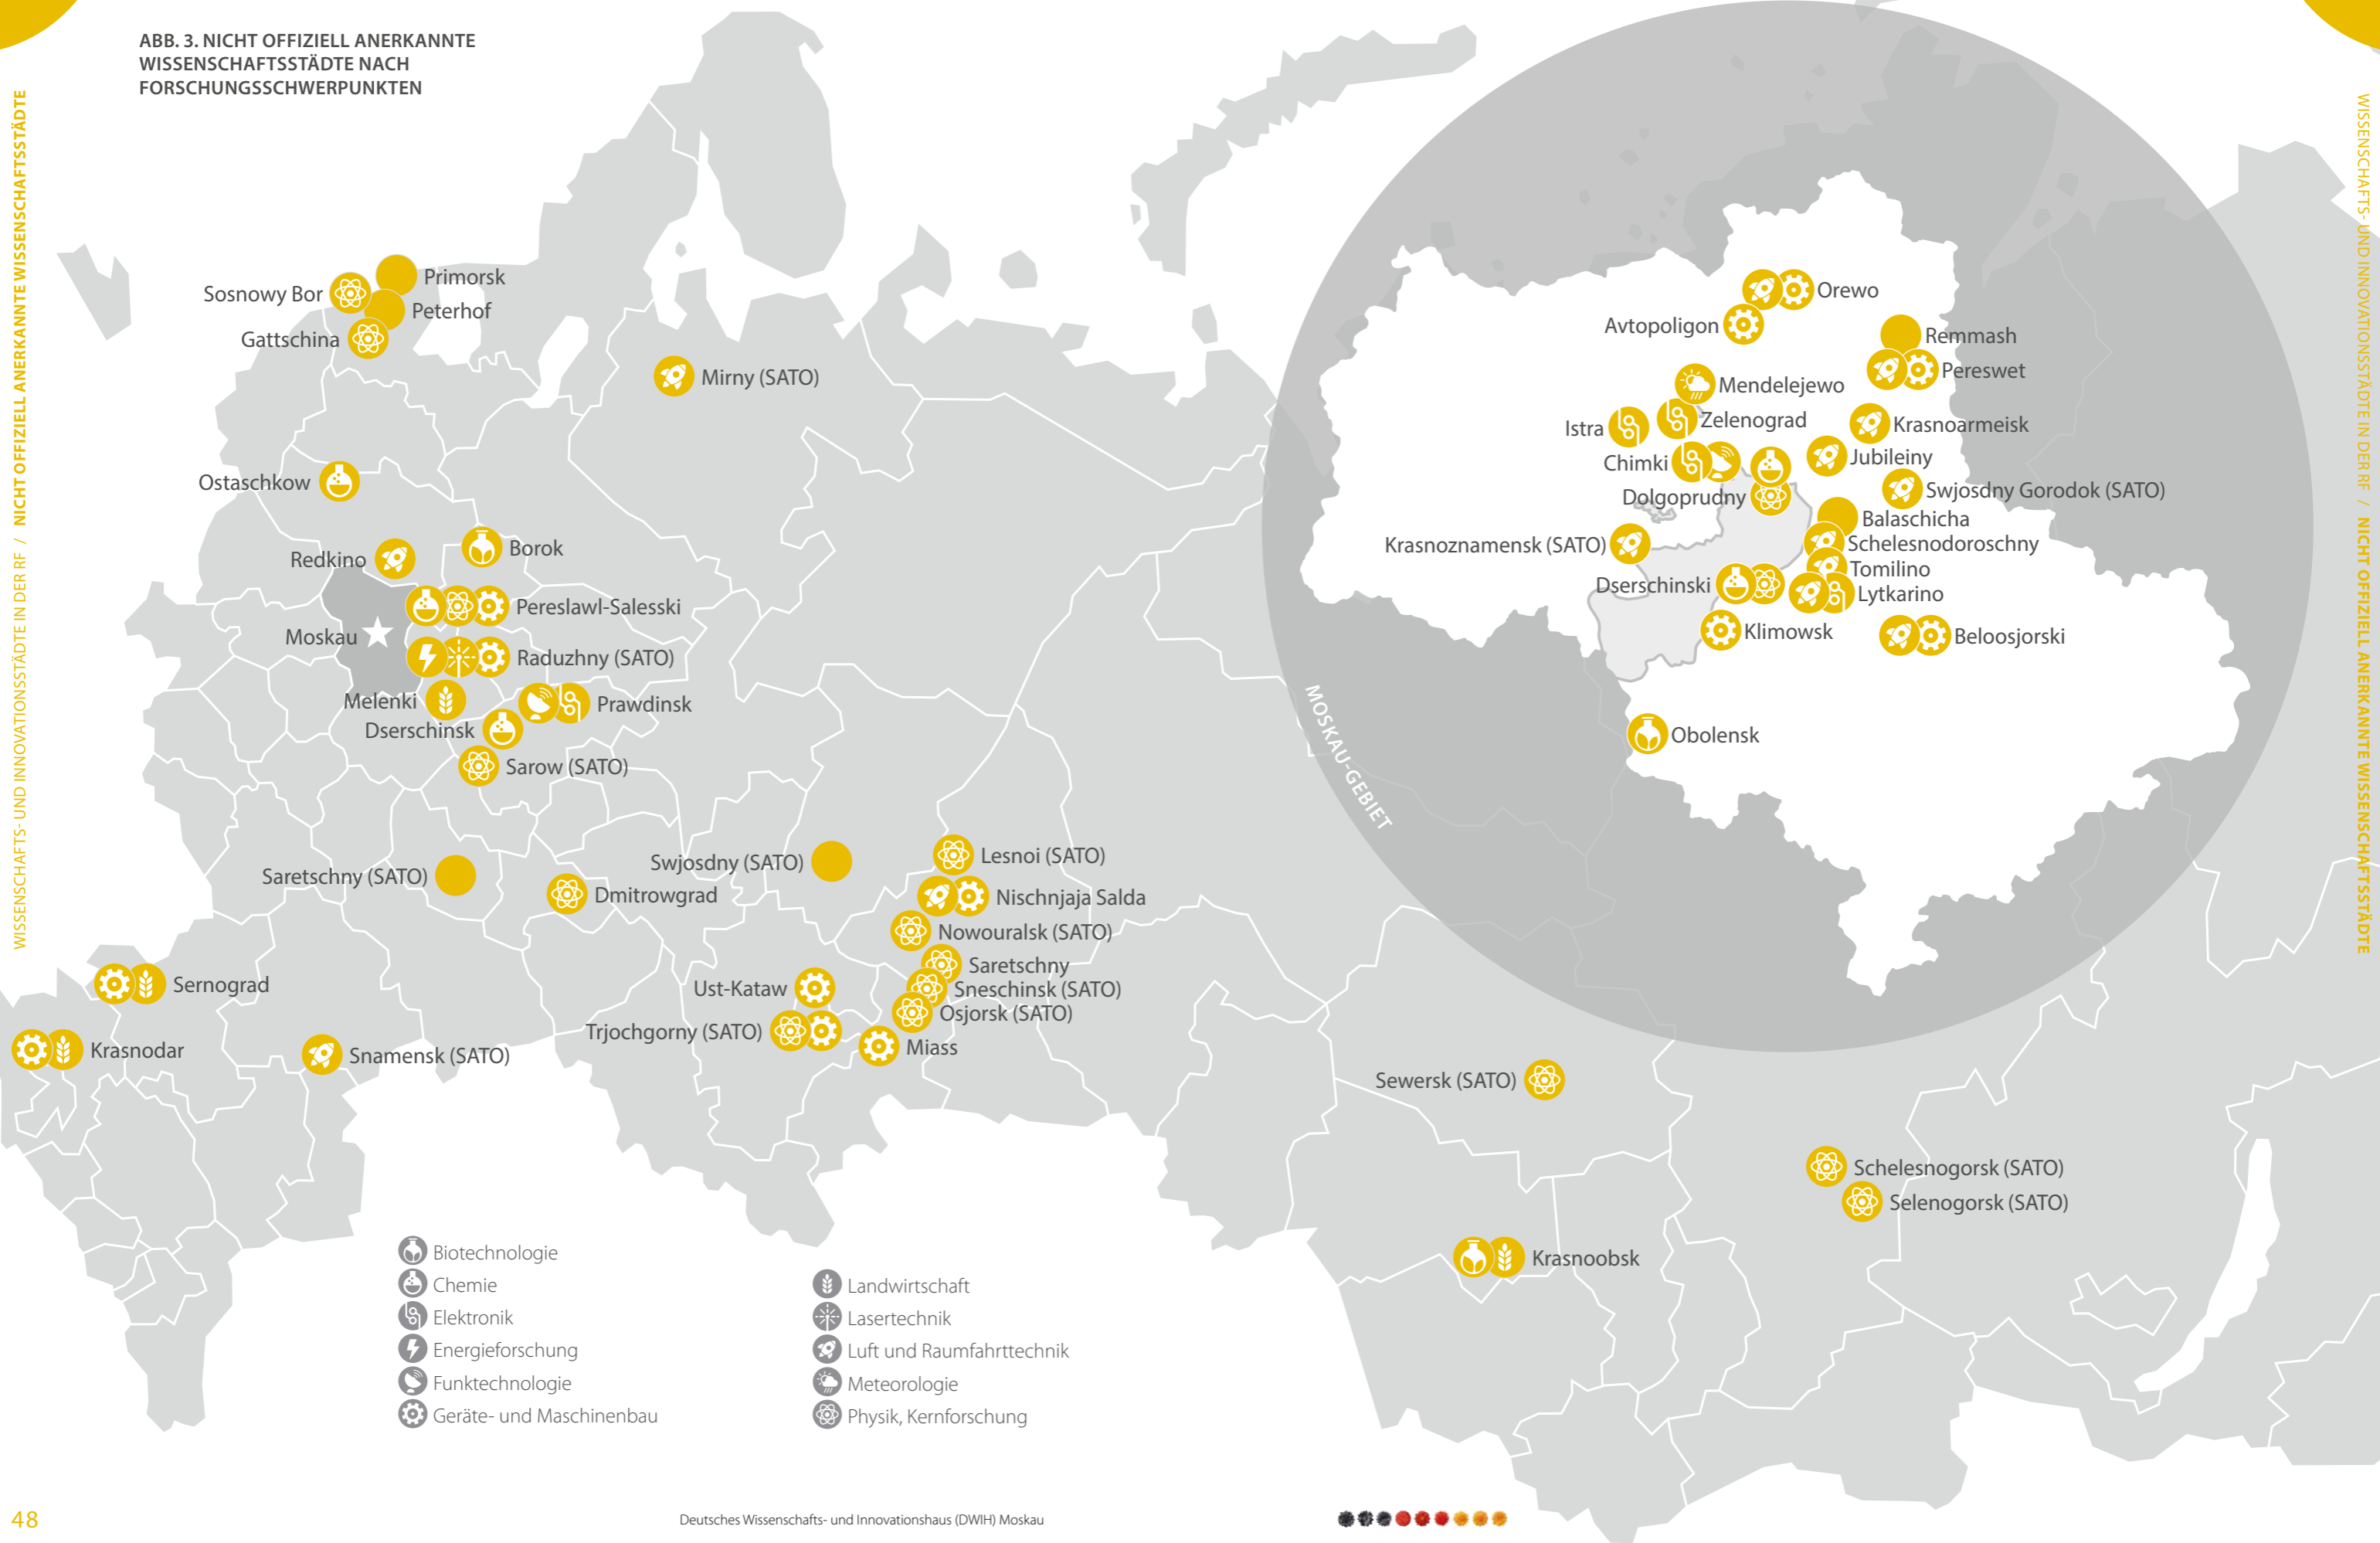 ABB. 3. NICHT OFFIZIELL ANERKANNTE
WISSENSCHAFTSSTÄDTE NACH
FORSCHUNGSSCHWERPUNKTEN
WISSENSCHAFTS- UND INNOVATIONSSTÄDTE IN DER RF / NICHT OFFIZIELL ANERKANNTE WISSENSCHAFTSSTÄDTE
Primorsk
Sosnowy Bor
Peterhof
Gattschina
Mirny (SATO)
Ostaschkow
Borok
Redkino
Pereslawl-Salesski
Moskau
Raduzhny (SATO)
Melenki
Prawdinsk
Dserschinsk
Sarow (SATO)
Swjosdny (SATO)
Lesnoi (SATO)
Saretschny (SATO)
Dmitrowgrad
Nischnjaja Salda
Nowouralsk (SATO)
Saretschny
Sernograd
Ust-Kataw
Sneschinsk (SATO)
Osjorsk (SATO)
Trjochgorny (SATO)
Miass
Krasnodar
Snamensk (SATO)
Sewersk (SATO)
Schelesnogorsk (SATO)
Selenogorsk (SATO)
Krasnoobsk
MOSKAU-GEBIET
Orewo
Avtopoligon
Remmash
Pereswet
Mendelejewo
Zelenograd
Istra
Krasnoarmeisk
Chimki
Jubileiny
Dolgoprudny
Swjosdny Gorodok (SATO)
Balaschicha
Krasnoznamensk (SATO)
Schelesnodoroschny
Tomilino
Dserschinski
Lytkarino
Klimowsk
Beloosjorski
Obolensk
Biotechnologie
Chemie
Elektronik
Energieforschung
Funktechnologie
Geräte- und Maschinenbau
Landwirtschaft
Lasertechnik
Luft und Raumfahrttechnik
Meteorologie
Physik, Kernforschung
WISSENSCHAFTS- UND INNOVATIONSSTÄDTE IN DER RF / NICHT OFFIZIELL ANERKANNTE WISSENSCHAFTSSTÄDTE
48
Deutsches Wissenschafts- und Innovationshaus (DWIH) Moskau